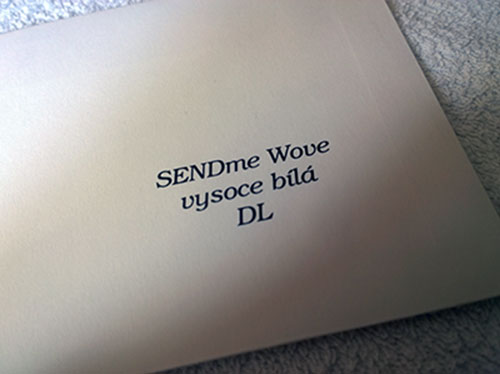 SENDme Wove
vysoce bílá
DL